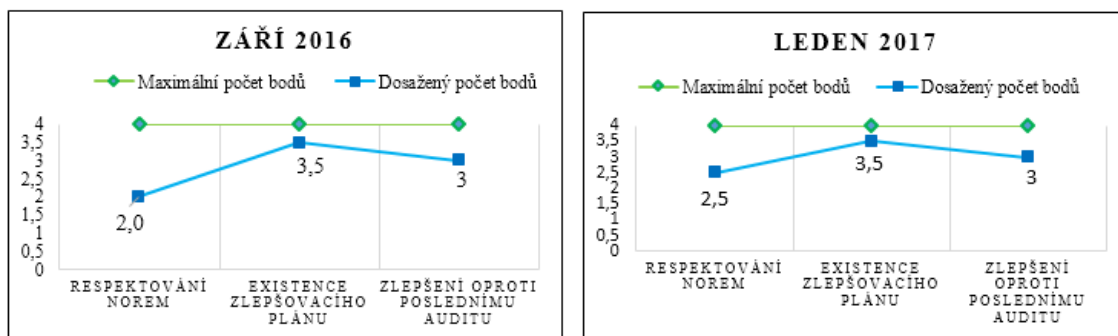 ZÁŘÍ 2016
Maximální počet bodů Dosažený počet bodů
4
3,5
3
2,5
2
1,5
1
0,5
0
2,0
3,5
3
RESPEKTOVÁNÍ NOREM
EXISTENCE ZLEPŠOVACÍHO PLÁNU
ZLEPŠENÍ OPROTI POSLEDNÍMU AUDITU
LEDEN 2017
Maximální počet bodů Dosažený počet bodů
4
3,5
3
2,5
2
1,5
1
0,5
0
2,5
3,5
3
RESPEKTOVÁNÍ NOREM
EXISTENCE ZLEPŠOVACÍHO PLÁNU
ZLEPŠENÍ OPROTI POSLEDNÍMU AUDITU